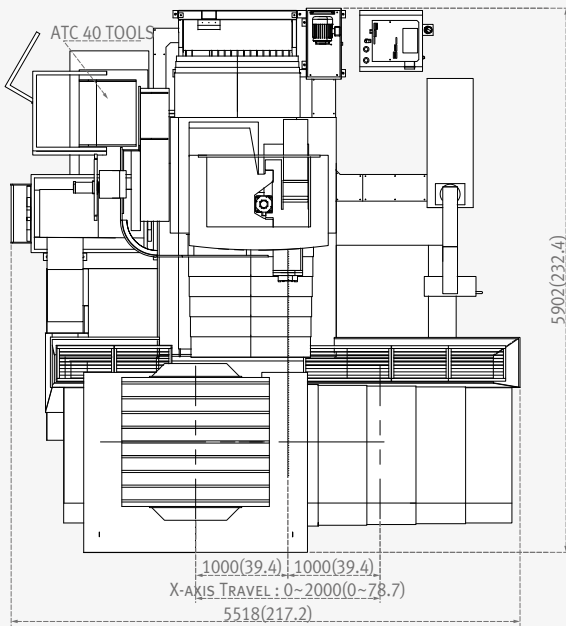 ATC 40 TOOLS
5902(232.4)
1000(39.4) 1000(39.4)
X-AXIS TRAVEL : 0~2000(0~78.7)
5518(217.2)